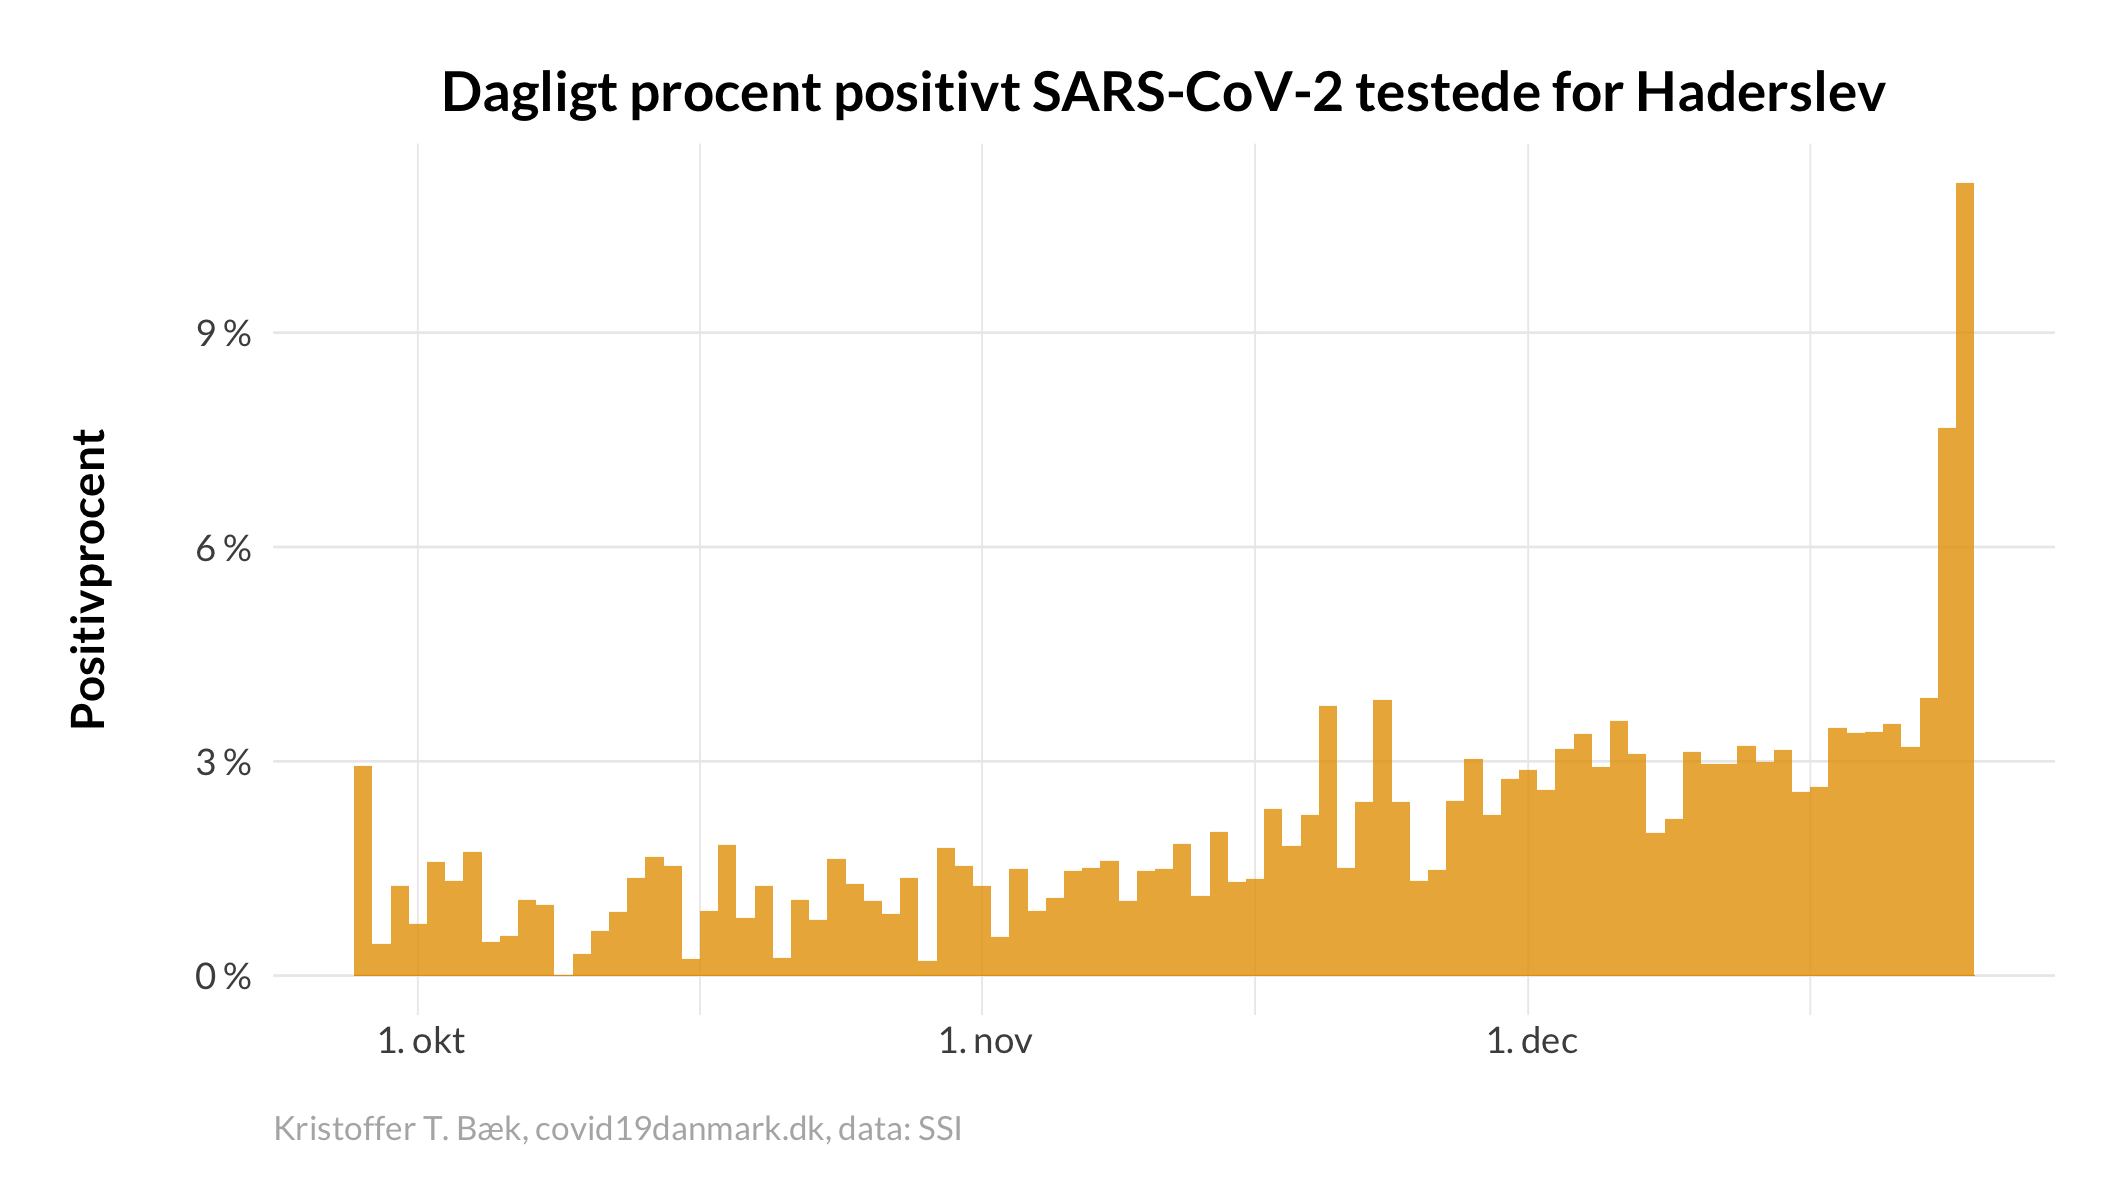 Dagligt procent positivt SARS-CoV-2 testede for Haderslev
Positivprocent
9 %
6 %
3 %
0 %
1. okt
1. nov
1. dec
Kristoffer T. Bæk, covid19danmark.dk, data: SSI